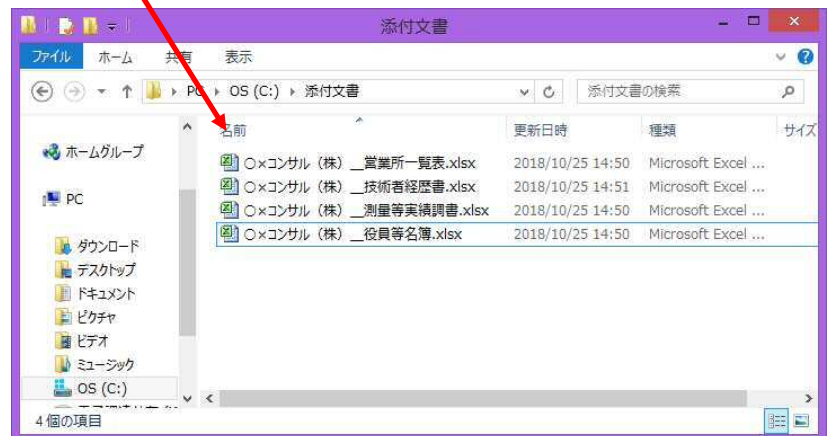 添付文書
ファイル ホーム 共有 表示
PC OS (C:) 添付文書 添付文書の検索
名前 更新日時 種類 サイズ
ホームグループ
PC
ダウンロード
デスクトップ
ドキュメント
ピクチャ
ビデオ
ミュージック
OS (C:)
○×コンサル（株）__営業所一覧表.xlsx 2018/10/25 14:50 Microsoft Excel ...
○×コンサル（株）__技術者経歴書.xlsx 2018/10/25 14:51 Microsoft Excel ...
○×コンサル（株）__測量等実績調書.xlsx 2018/10/25 14:50 Microsoft Excel ...
○×コンサル（株）__役員等名簿.xlsx 2018/10/25 14:50 Microsoft Excel ...
4 個の項目